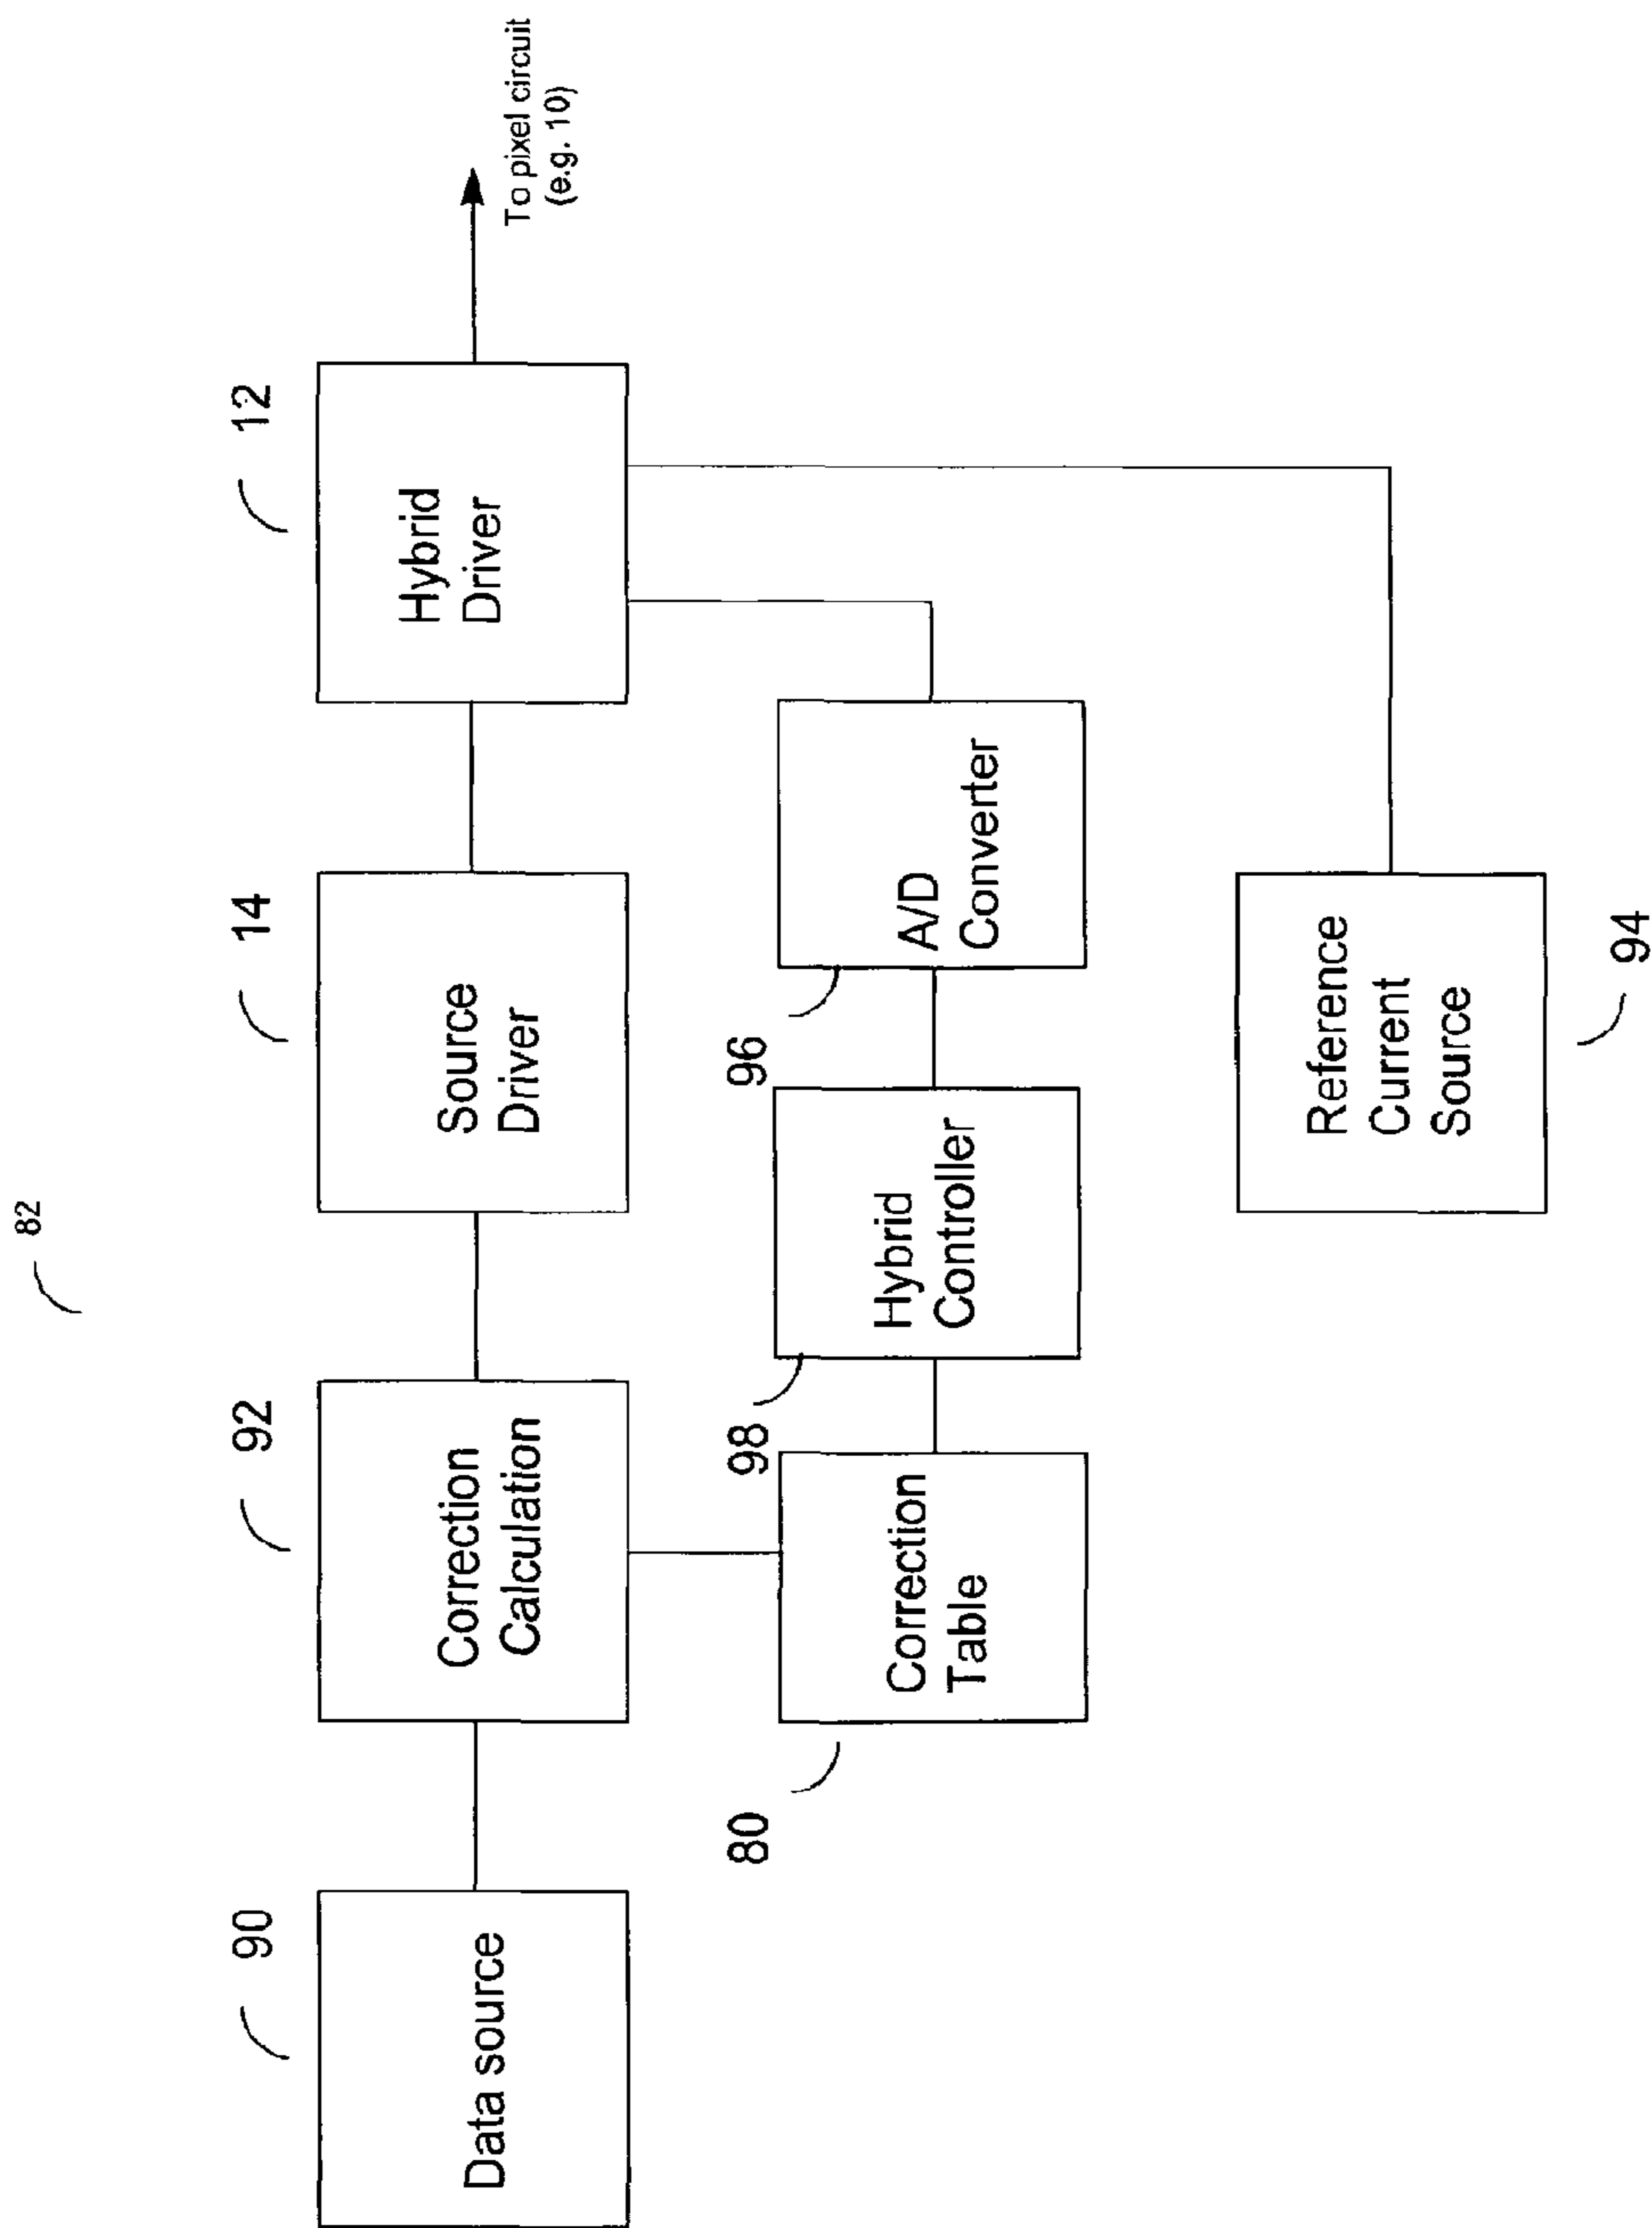 82
90
92
14
12
Data source
Correction
Calculation
Source
Driver
Hybrid
Driver
To pixel circuit
(e.g. 10)
80
98
96
Correction
Table
Hybrid
Controller
A/D
Converter
Reference
Current
Source
94